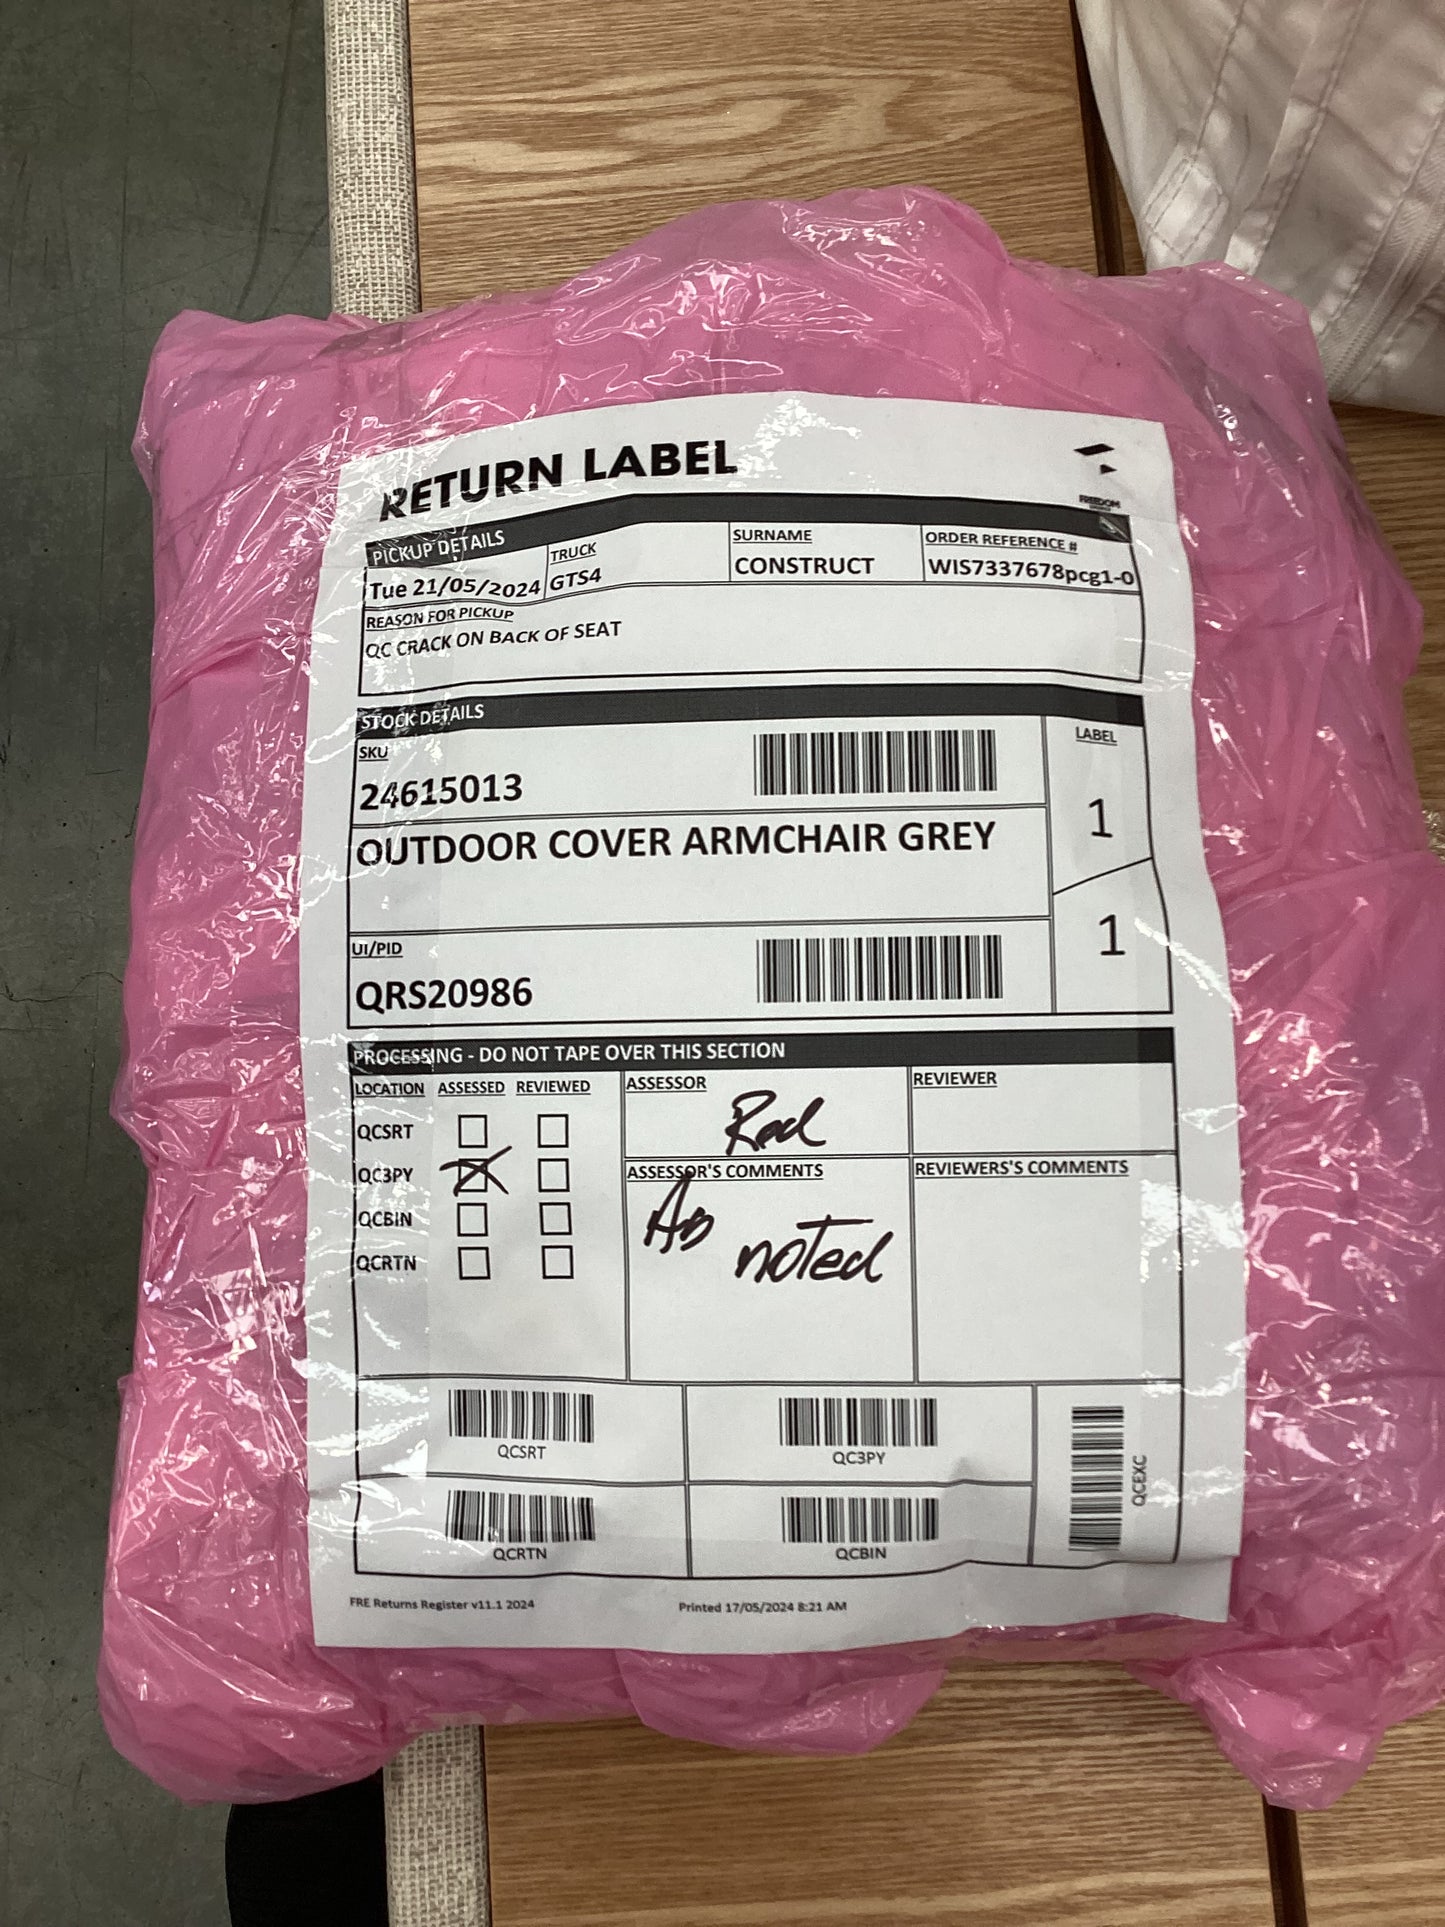 RETURN LABEL
FREEDOM
PICKUP DETAILS
TRUCK
SURNAME
ORDER REFERENCE #
Tue 21/05/2024
GTS4
CONSTRUCT
WIS7337678pcg1-0
REASON FOR PICKUP
QC CRACK ON BACK OF SEAT
STOCK DETAILS
SKU
LABEL
24615013
1
OUTDOOR COVER ARMCHAIR GREY
UI/PID
1
QRS20986
PROCESSING - DO NOT TAPE OVER THIS SECTION
LOCATION ASSESSED REVIEWED
ASSESSOR
REVIEWER
QCSRT
QC3PY
QCBIN
QCRTN
Rod
ASSESSOR'S COMMENTS
REVIEWERS'S COMMENTS
As noted
QCSRT
QC3PY
QCEXC
QCRTN
QCBIN
FRE Returns Register v11.1 2024
Printed 17/05/2024 8:21 AM